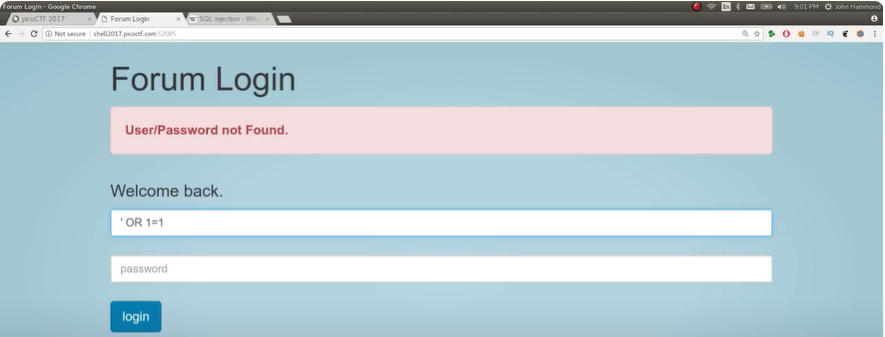 Forum Login - Google Chrome
9:01 PM John Hammond
picoCTF 2017 Forum Login SQL injection - Wik
Not secure shell2017.picoctf.com:52085
Forum Login
User/Password not Found.
Welcome back.
' OR 1=1
password
login